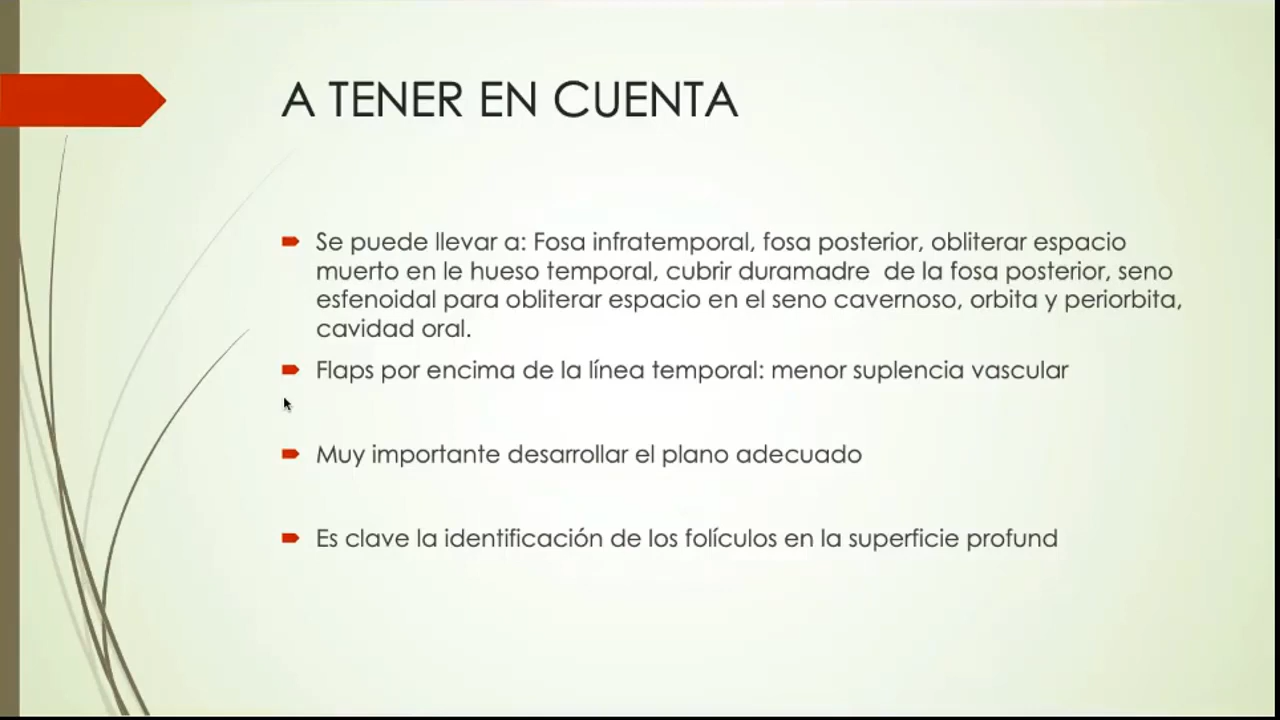 A TENER EN CUENTA
Se puede llevar a: Fosa infratemporal, fosa posterior, obliterar espacio
muerto en le hueso temporal, cubrir duramadre de la fosa posterior, seno
esfenoidal para obliterar espacio en el seno cavernoso, orbita y periorbita,
cavidad oral.
Flaps por encima de la línea temporal: menor suplencia vascular
Muy importante desarrollar el plano adecuado
Es clave la identificación de los folículos en la superficie profund